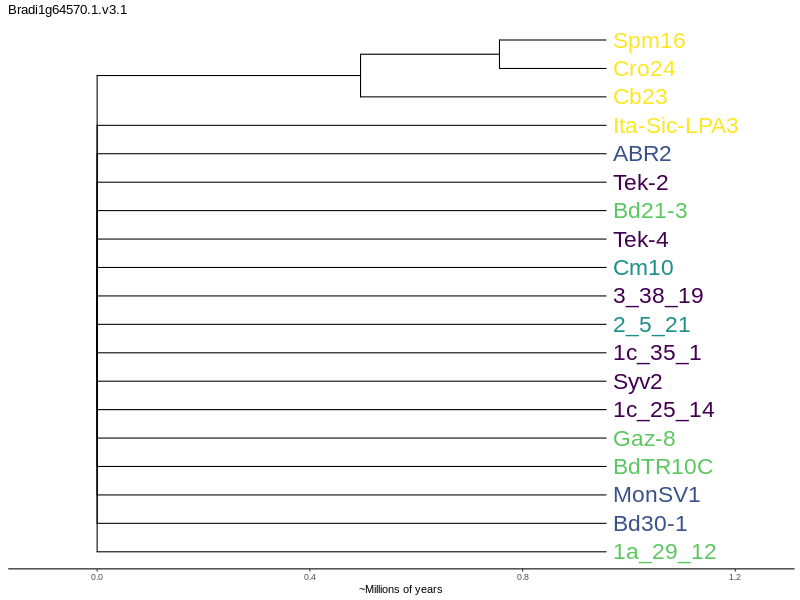 Bradi1g64570.1.v3.1
Spm16
Cro24
Cb23
Ita-Sic-LPA3
ABR2
Tek-2
Bd21-3
Tek-4
Cm10
3_38_19
2_5_21
1c_35_1
Syv2
1c_25_14
Gaz-8
BdTR10C
MonSV1
Bd30-1
1a_29_12
0.0 0.4 0.8 1.2
~Millions of years